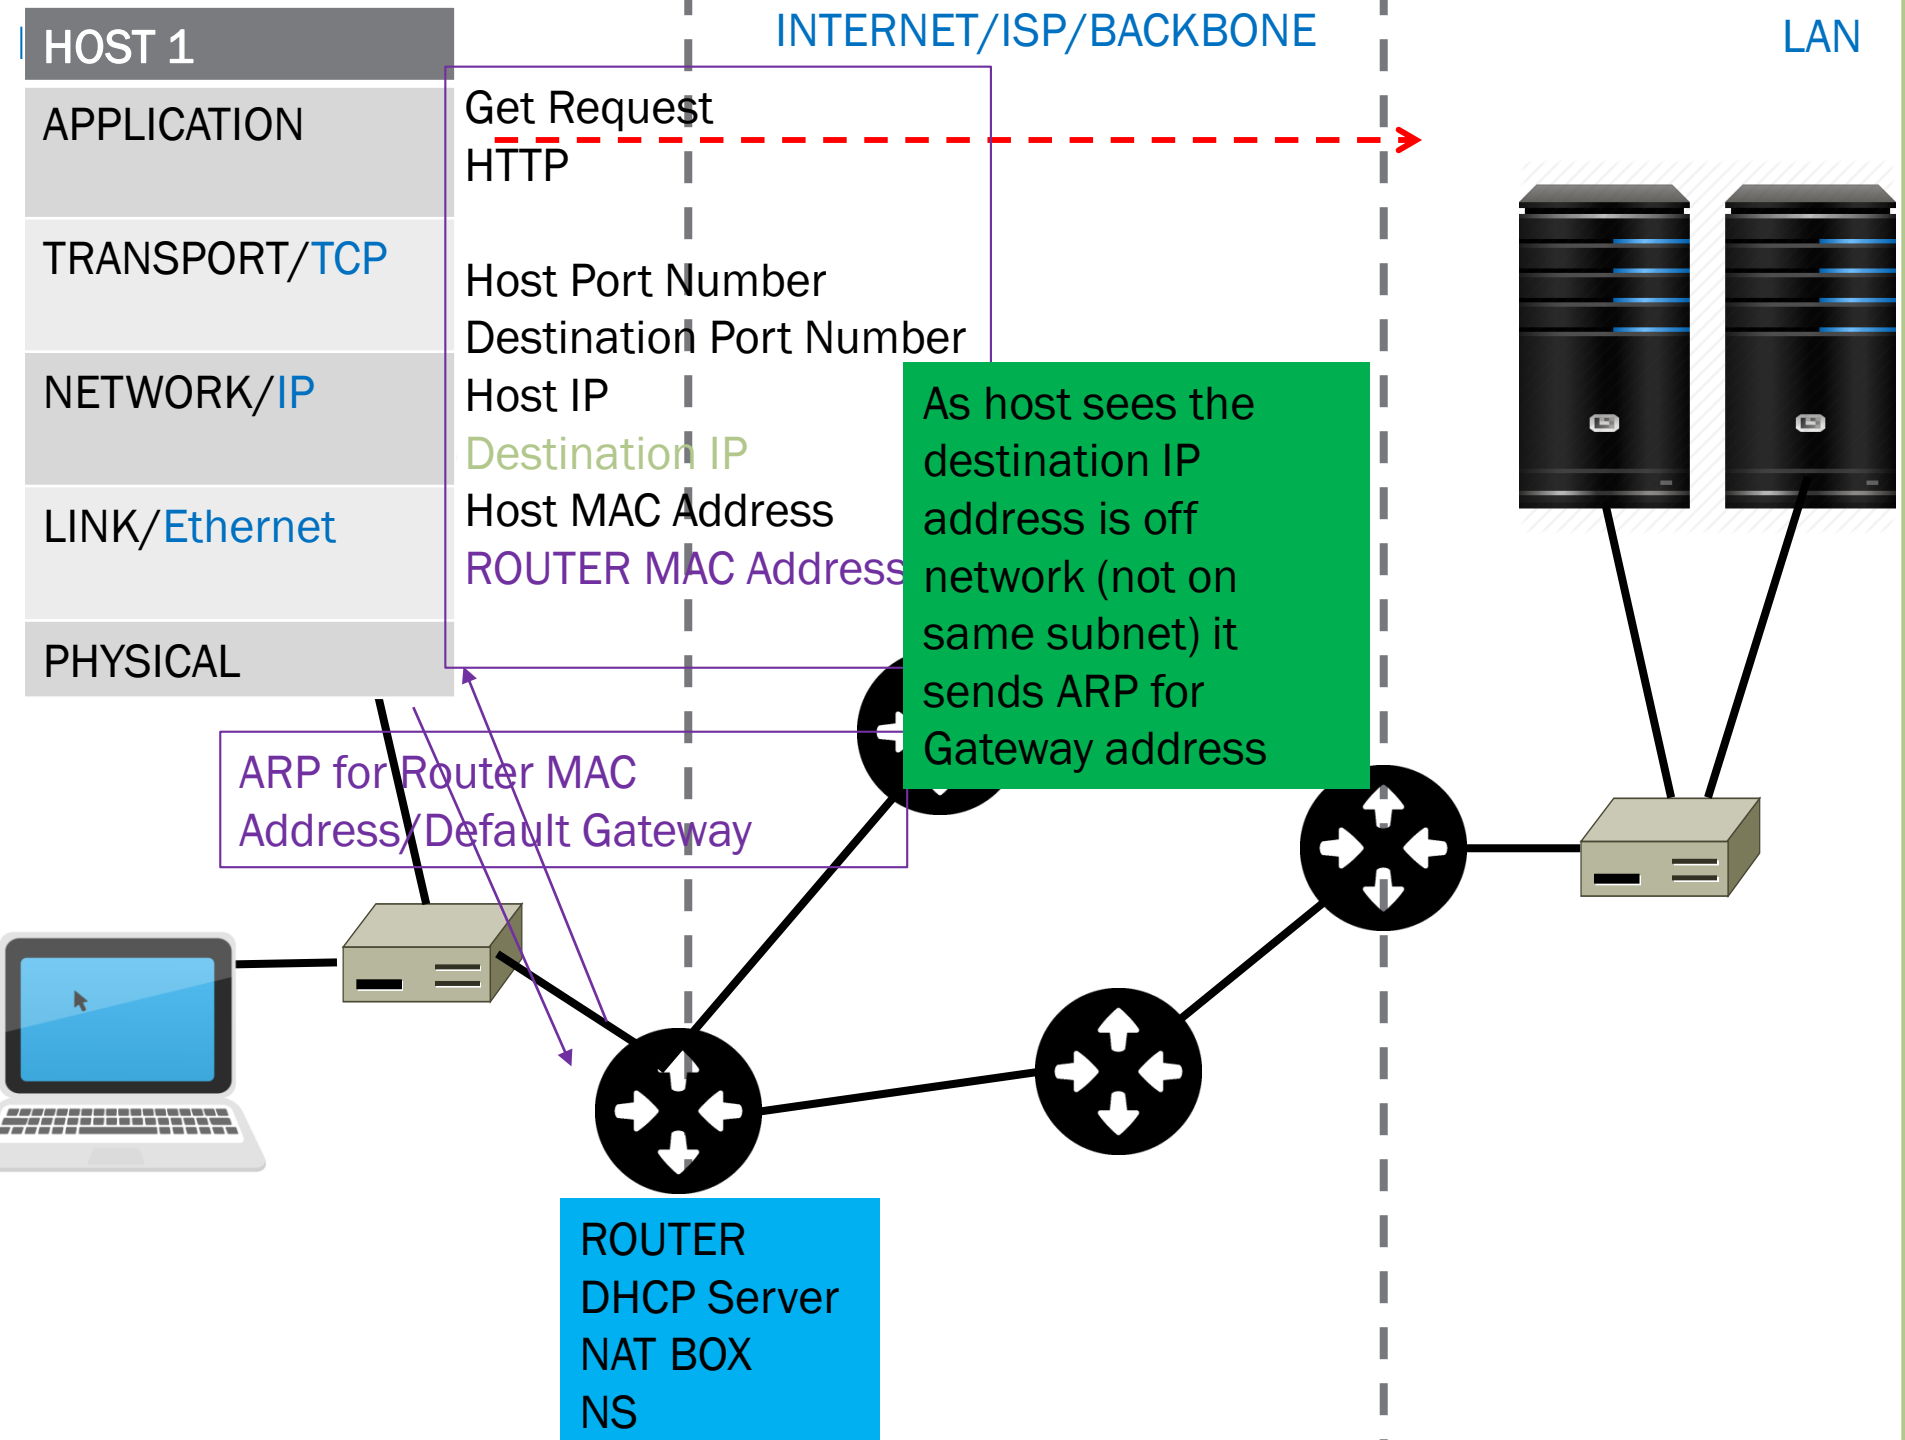 HOST 1
INTERNET/ISP/BACKBONE
LAN
APPLICATION
Get Request
HTTP
TRANSPORT/TCP
Host Port Number
Destination Port Number
NETWORK/IP
Host IP
Destination IP
LINK/Ethernet
Host MAC Address
ROUTER MAC Address
PHYSICAL
As host sees the
destination IP
address is off
network (not on
same subnet) it
sends ARP for
Gateway address
ARP for Router MAC
Address/Default Gateway
ROUTER
DHCP Server
NAT BOX
NS